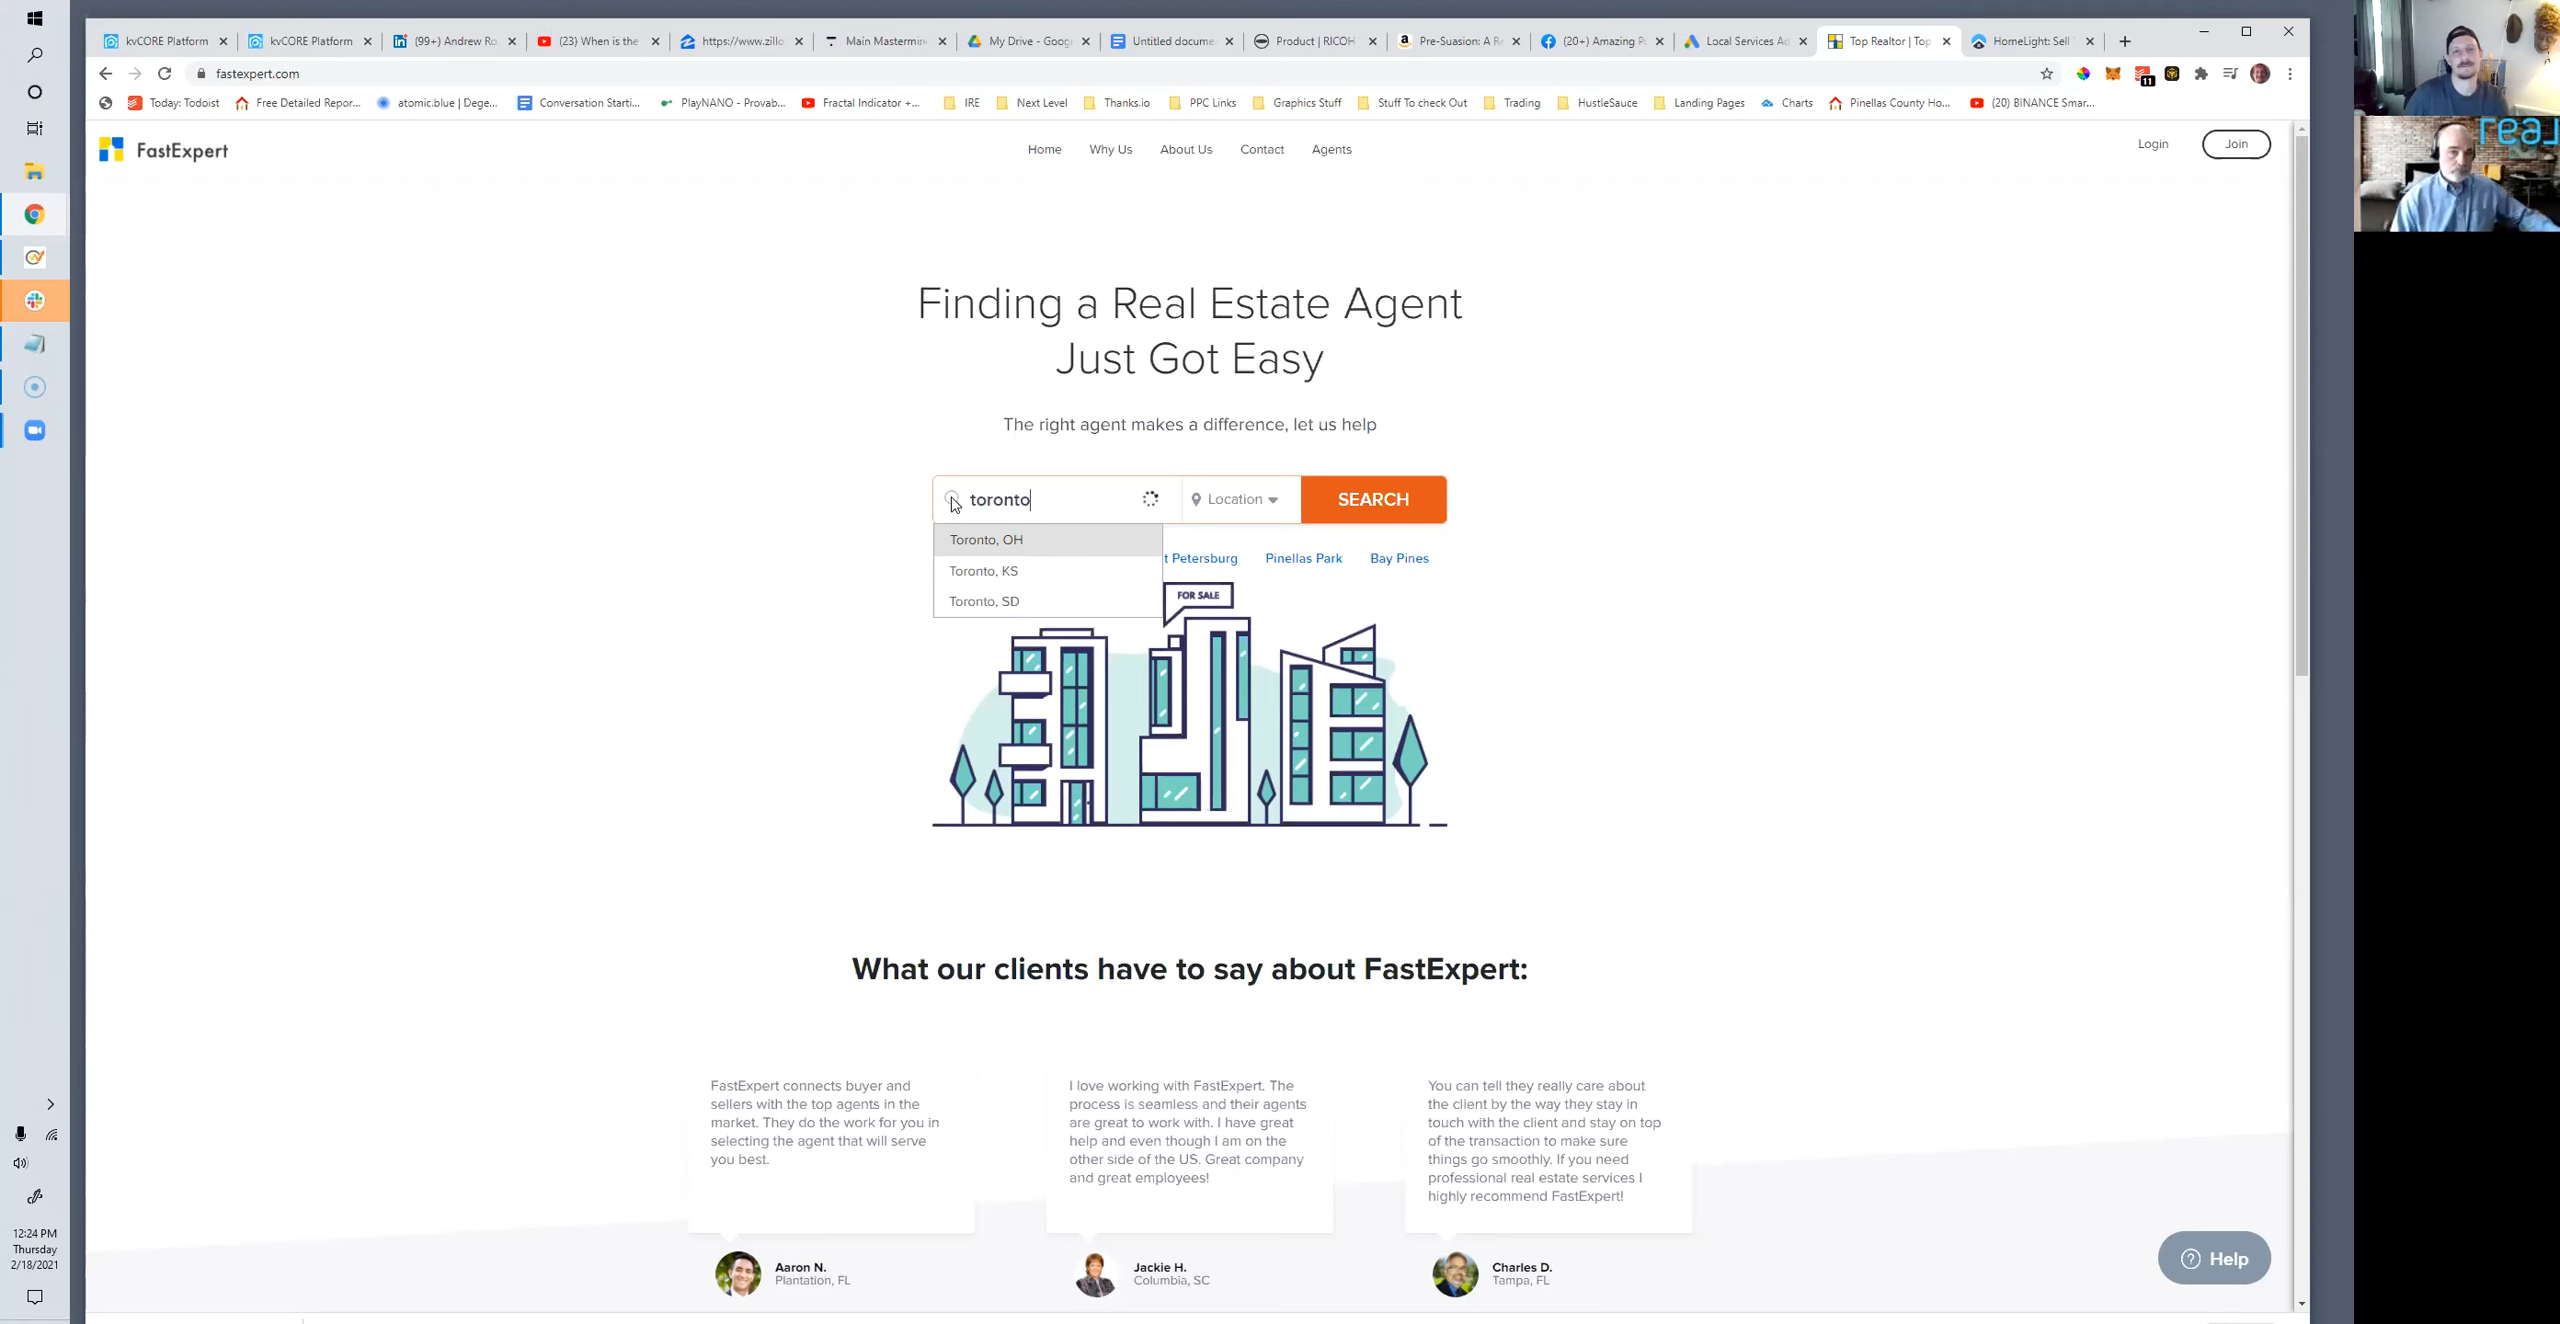 kvCORE Platform
kvCORE Platform
(99+) Andrew Ro
(23) When is the
https://www.zillo
Main Mastermin
My Drive - Goog
Untitled docume
Product | RICOH
Pre-Suasion: A R
(20+) Amazing P
Local Services Ad
Top Realtor | Top
HomeLight: Sell
fastexpert.com
11
Today: Todoist
Free Detailed Repor...
atomic.blue | Dege...
Conversation Starti...
PlayNANO - Provab...
Fractal Indicator +...
IRE
Next Level
Thanks.io
PPC Links
Graphics Stuff
Stuff To check Out
Trading
HustleSauce
Landing Pages
Charts
Pinellas County Ho...
(20) BINANCE Smar...
FastExpert
Home
Why Us
About Us
Contact
Agents
Login
Join
real
Finding a Real Estate Agent
Just Got Easy
The right agent makes a difference, let us help
toronto
Location
SEARCH
Toronto, OH
Toronto, KS
Toronto, SD
t Petersburg
Pinellas Park
Bay Pines
FOR SALE
What our clients have to say about FastExpert:
FastExpert connects buyer and
sellers with the top agents in the
market. They do the work for you in
selecting the agent that will serve
you best.
Aaron N.
Plantation, FL
I love working with FastExpert. The
process is seamless and their agents
are great to work with. I have great
help and even though I am on the
other side of the US. Great company
and great employees!
Jackie H.
Columbia, SC
You can tell they really care about
the client by the way they stay in
touch with the client and stay on top
of the transaction to make sure
things go smoothly. If you need
professional real estate services I
highly recommend FastExpert!
Charles D.
Tampa, FL
Help
12:24 PM
Thursday
2/18/2021